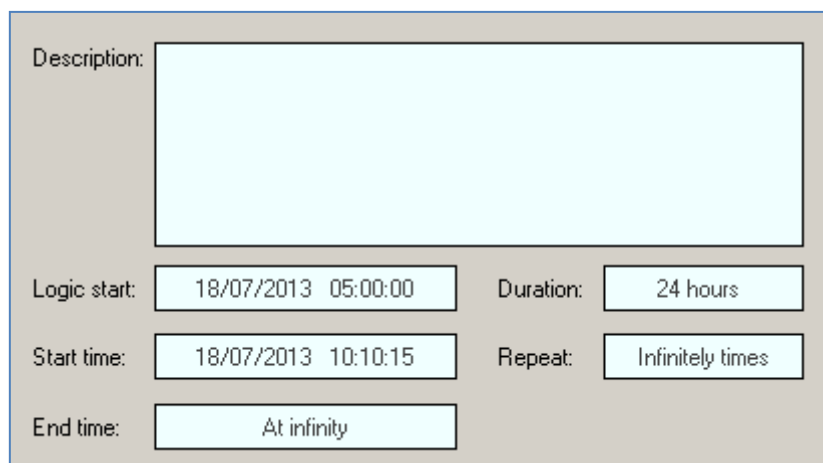 Description:
Logic start: 18/07/2013 05:00:00 Duration: 24 hours
Start time: 18/07/2013 10:10:15 Repeat: Infinitely times
End time: At infinity